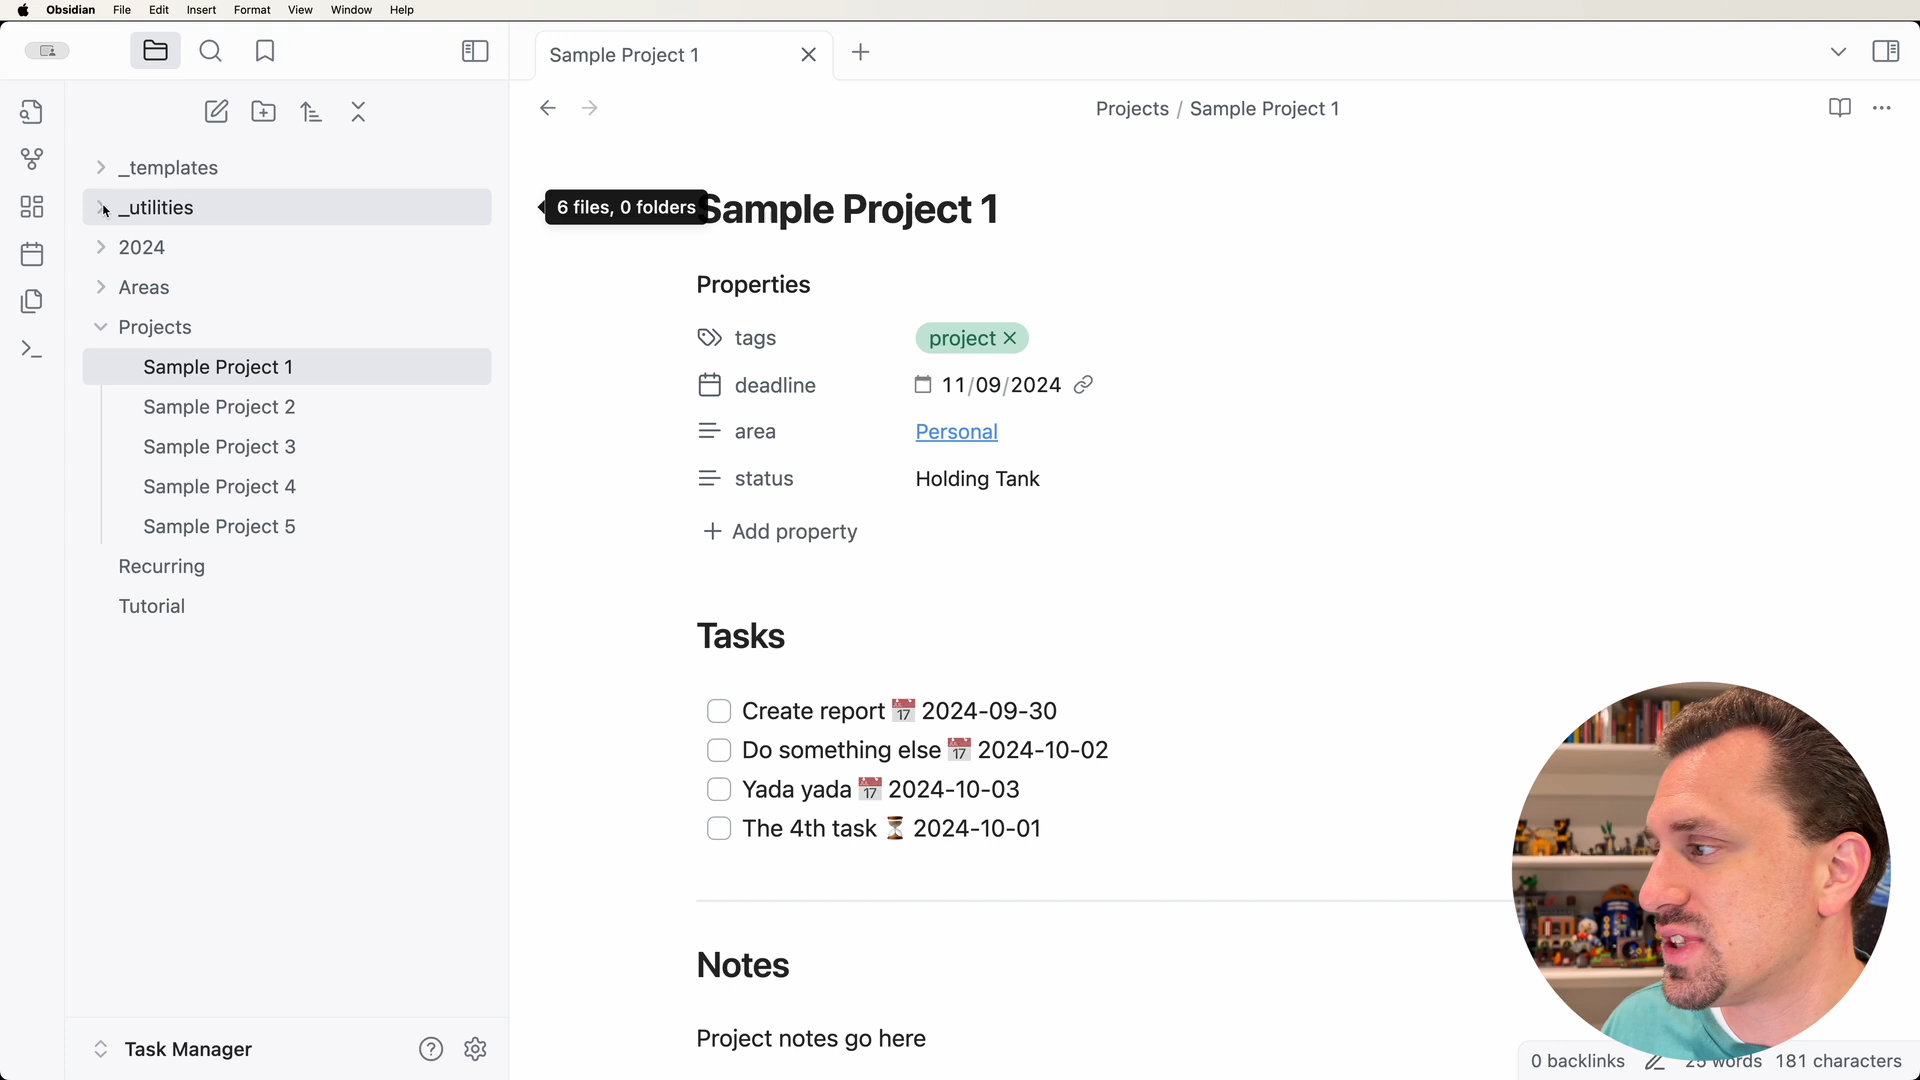 Obsidian File Edit Insert Format View Window Help
Sample Project 1
Projects / Sample Project 1
_templates
_utilities
6 files, 0 folders
2024
Areas
Projects
Sample Project 1
Sample Project 2
Sample Project 3
Sample Project 4
Sample Project 5
Recurring
Tutorial
Task Manager
Sample Project 1
Properties
tags project
deadline 11/09/2024
area Personal
status Holding Tank
Add property
Tasks
Create report 📅 2024-09-30
Do something else 📅 2024-10-02
Yada yada 📅 2024-10-03
The 4th task ⏳ 2024-10-01
Notes
Project notes go here
0 backlinks 25 words 181 characters